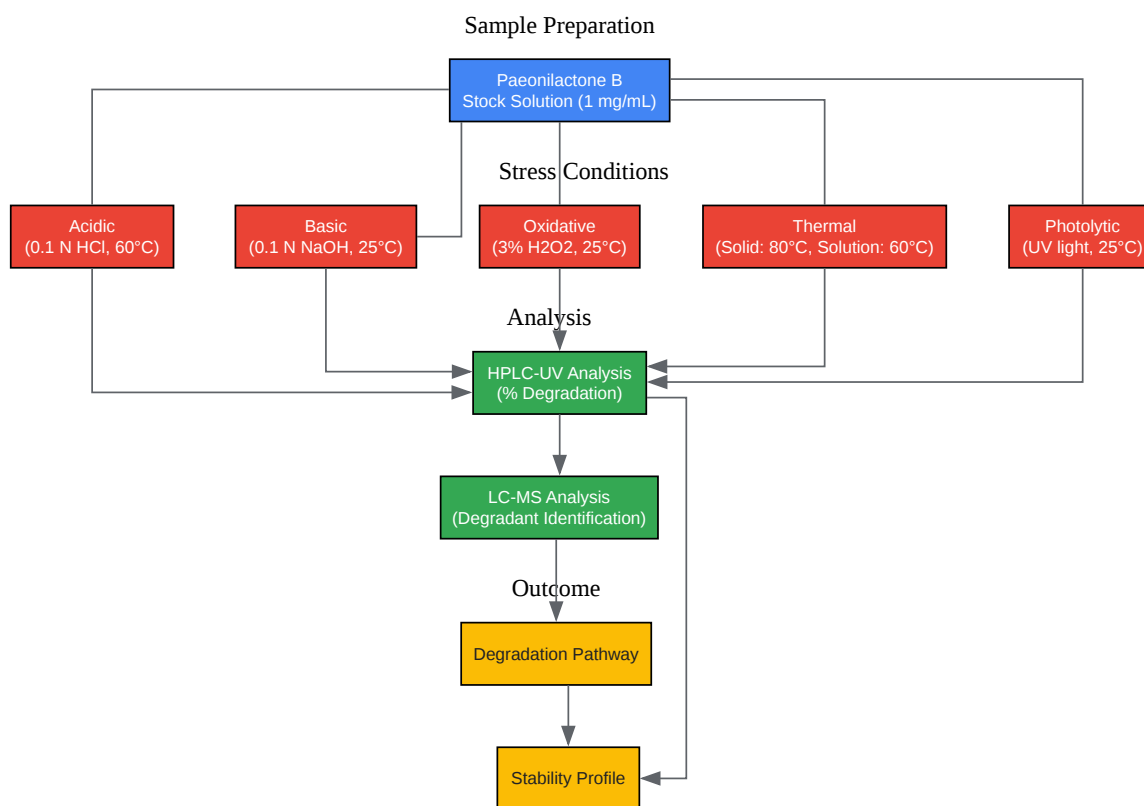 Sample Preparation
Paeonilactone B
Stock Solution (1 mg/mL)
Stress Conditions
Acidic
(0.1 N HCl, 60°C)
Basic
(0.1 N NaOH, 25°C)
Oxidative
(3% H2O2, 25°C)
Thermal
(Solid: 80°C, Solution: 60°C)
Photolytic
(UV light, 25°C)
Analysis
HPLC-UV Analysis
(% Degradation)
LC-MS Analysis
(Degradant Identification)
Outcome
Degradation Pathway
Stability Profile